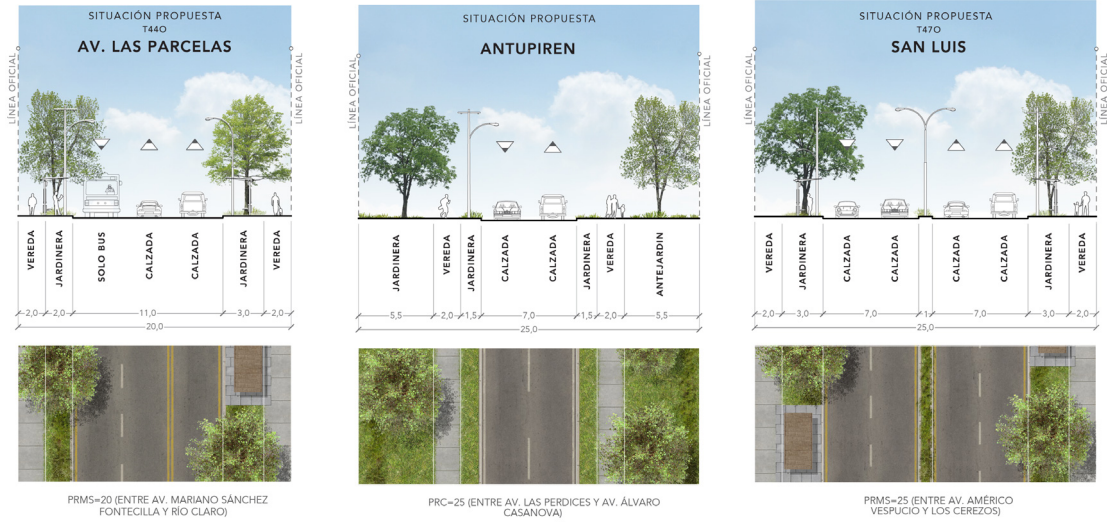 SITUACIÓN PROPUESTA
T44O
AV. LAS PARCELAS
LÍNEA OFICIAL
LÍNEA OFICIAL
VEREDA
JARDINERA
SOLO BUS
CALZADA
CALZADA
JARDINERA
VEREDA
2,0
2,0
11,0
3,0
2,0
20,0
PRMS=20 (ENTRE AV. MARIANO SÁNCHEZ
FONTECILLA Y RÍO CLARO)
SITUACIÓN PROPUESTA
ANTUPIREN
LÍNEA OFICIAL
LÍNEA OFICIAL
JARDINERA
VEREDA
JARDINERA
CALZADA
CALZADA
JARDINERA
VEREDA
ANTEJARDIN
5,5
2,0
1,5
7,0
1,5
2,0
5,5
25,0
PRC=25 (ENTRE AV. LAS PERDICES Y AV. ÁLVARO
CASANOVA)
SITUACIÓN PROPUESTA
T47O
SAN LUIS
LÍNEA OFICIAL
LÍNEA OFICIAL
VEREDA
JARDINERA
CALZADA
CALZADA
CALZADA
CALZADA
JARDINERA
VEREDA
2,0
3,0
7,0
1
7,0
3,0
2,0
25,0
PRMS=25 (ENTRE AV. AMÉRICO
VESPUCIO Y LOS CEREZOS)